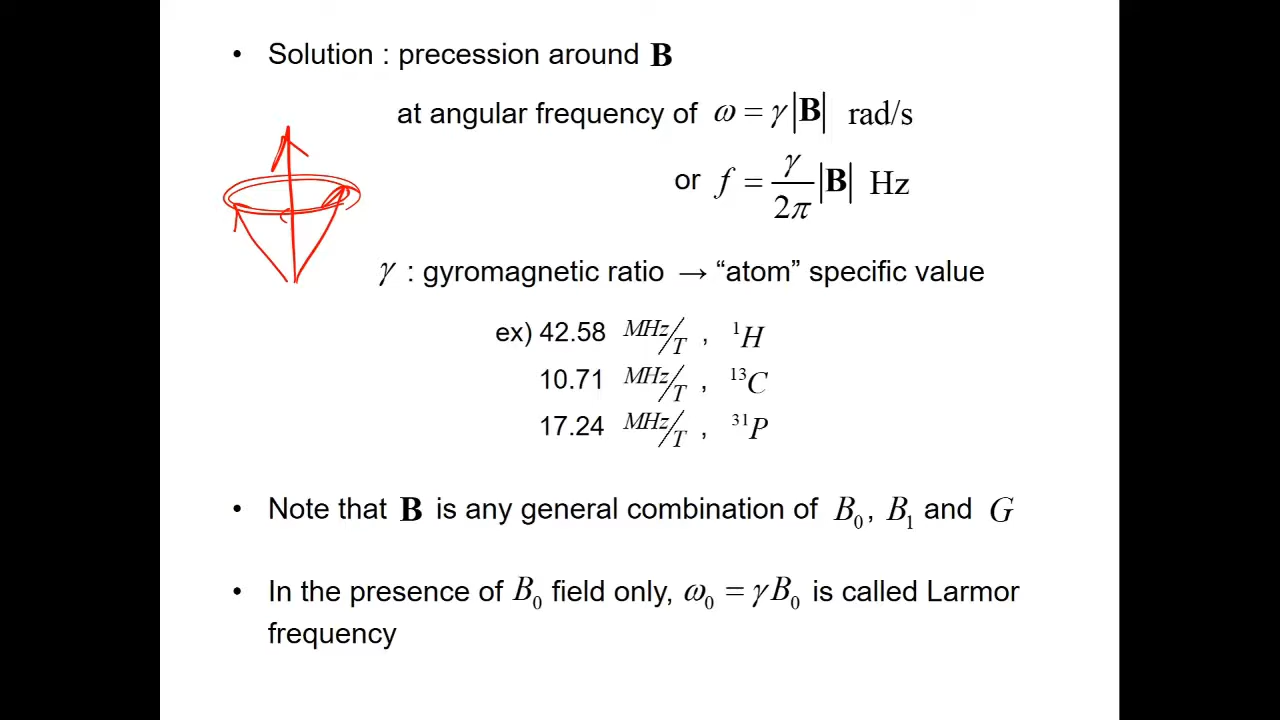 • Solution : precession around B
at angular frequency of ω = γ|B| rad/s
or f = γ/2π |B| Hz
γ : gyromagnetic ratio → “atom” specific value
ex) 42.58 MHz/T , ¹H
10.71 MHz/T , ¹³C
17.24 MHz/T , ³¹P
• Note that B is any general combination of B₀, B₁ and G
• In the presence of B₀ field only, ω₀ = γB₀ is called Larmor
frequency